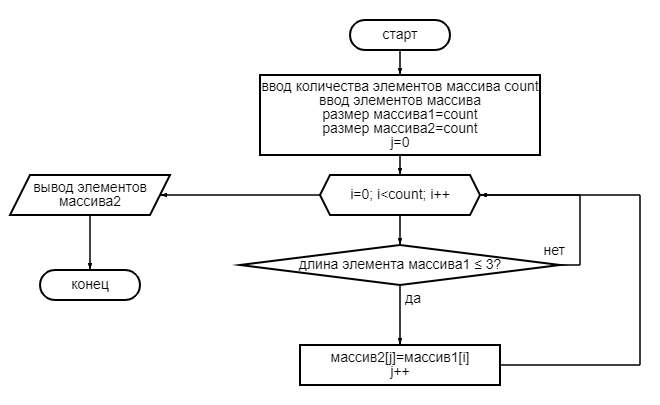 старт
ввод количества элементов массива count
ввод элементов массива
размер массива1=count
размер массива2=count
j=0
i=0; i<count; i++
вывод элементов
массива2
длина элемента массива1 ≤ 3?
нет
да
конец
массив2[j]=массив1[i]
j++